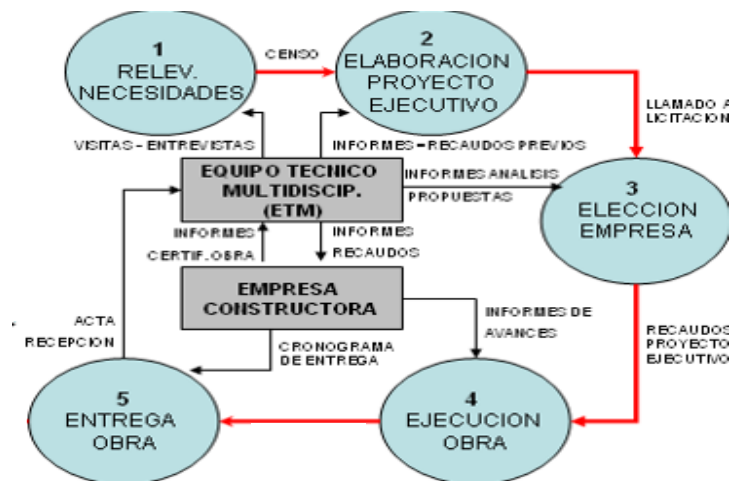 1
RELEV.
NECESIDADES
CENSO
2
ELABORACION
PROYECTO
EJECUTIVO
LLAMADO A
LICITACION
VISITAS - ENTREVISTAS
INFORMES - RECAUDOS PREVIOS
EQUIPO TECNICO
MULTIDISCIP.
(ETM)
INFORMES ANALISIS
PROPUESTAS
3
ELECCION
EMPRESA
INFORMES
CERTIF. OBRA
INFORMES
RECAUDOS
EMPRESA
CONSTRUCTORA
ACTA
RECEPCION
CRONOGRAMA
DE ENTREGA
INFORMES DE
AVANCES
RECAUDOS
PROYECTO
EJECUTIVO
5
ENTREGA
OBRA
4
EJECUCION
OBRA